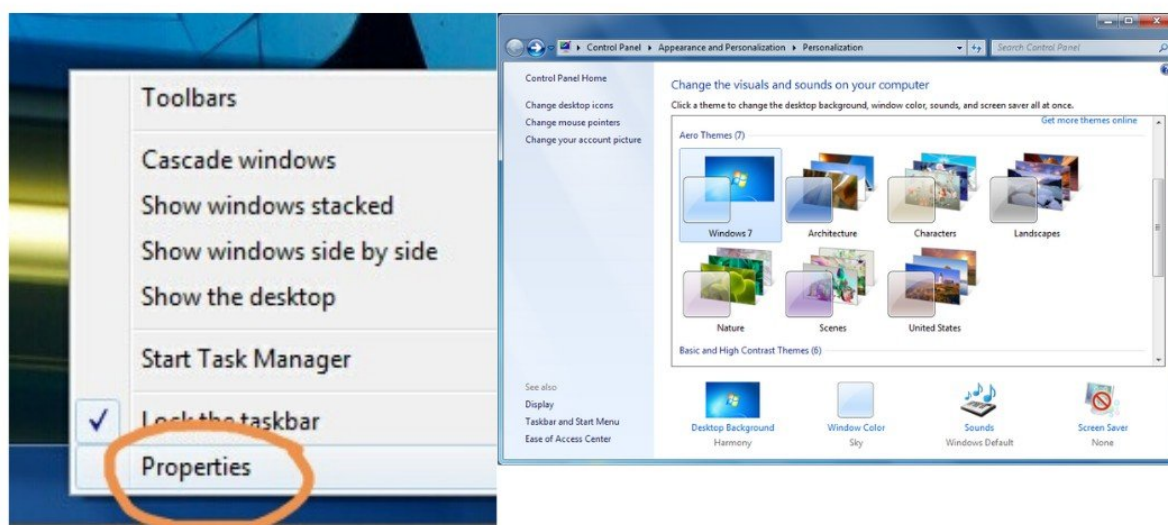 Toolbars
Cascade windows
Show windows stacked
Show windows side by side
Show the desktop
Start Task Manager
Lock the taskbar
Properties
Control Panel Appearance and Personalization Personalization
Search Control Panel
Control Panel Home
Change desktop icons
Change mouse pointers
Change your account picture
See also
Display
Taskbar and Start Menu
Ease of Access Center
Change the visuals and sounds on your computer
Click a theme to change the desktop background, window color, sounds, and screen saver all at once.
Get more themes online
Aero Themes (7)
Windows 7 Architecture Characters Landscapes
Nature Scenes United States
Basic and High Contrast Themes (6)
Desktop Background Window Color Sounds Screen Saver
Harmony Sky Windows Default None